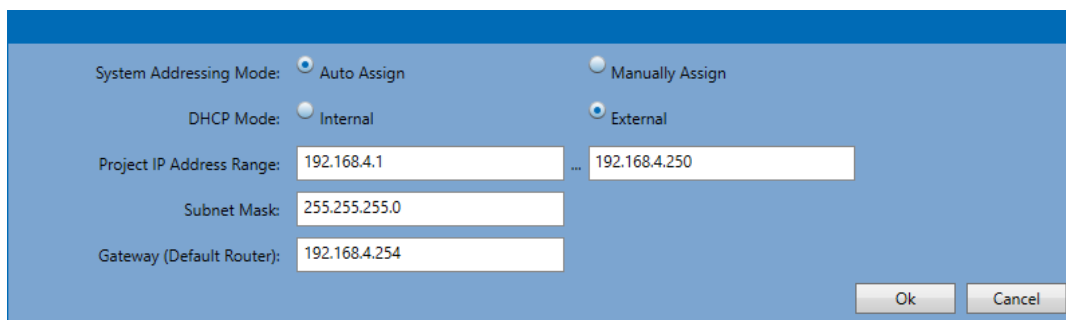 System Addressing Mode: Auto Assign Manually Assign
DHCP Mode: Internal External
Project IP Address Range: 192.168.4.1 ... 192.168.4.250
Subnet Mask: 255.255.255.0
Gateway (Default Router): 192.168.4.254
Ok Cancel